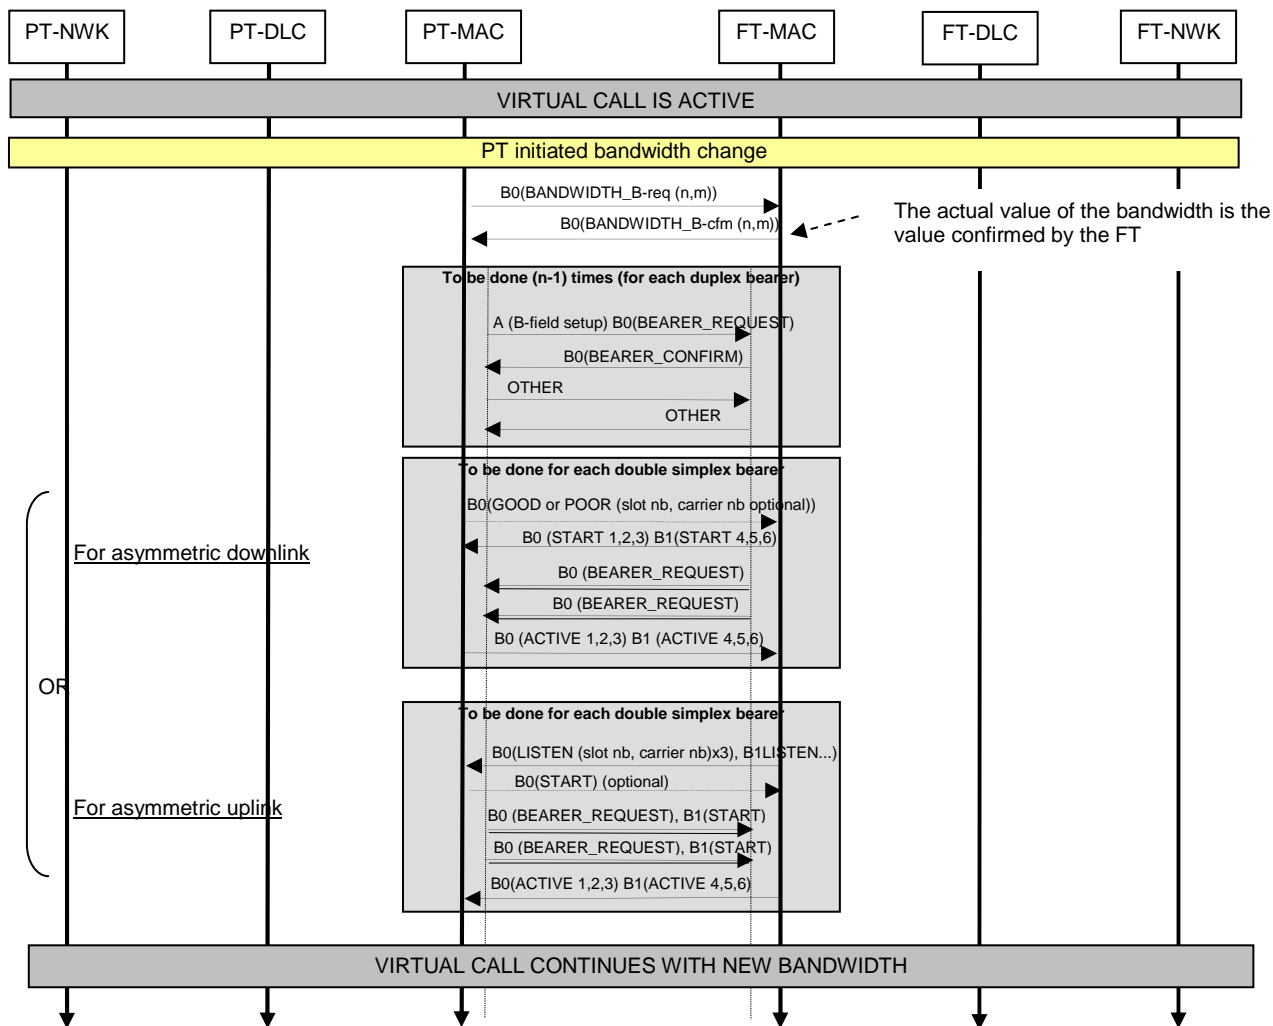 PT-NWK PT-DLC PT-MAC FT-MAC FT-DLC FT-NWK
VIRTUAL CALL IS ACTIVE
PT initiated bandwidth change
B0(BANDWIDTH_B-req (n,m))
B0(BANDWIDTH_B-cfm (n,m))
The actual value of the bandwidth is the
value confirmed by the FT
To be done (n-1) times (for each duplex bearer)
A (B-field setup) B0(BEARER_REQUEST)
B0(BEARER_CONFIRM)
OTHER
OTHER
To be done for each double simplex bearer
B0(GOOD or POOR (slot nb, carrier nb optional))
For asymmetric downlink
B0 (START 1,2,3) B1(START 4,5,6)
B0 (BEARER_REQUEST)
B0 (BEARER_REQUEST)
B0 (ACTIVE 1,2,3) B1 (ACTIVE 4,5,6)
OR
To be done for each double simplex bearer
B0(LISTEN (slot nb, carrier nb)x3), B1LISTEN...)
B0(START) (optional)
For asymmetric uplink
B0 (BEARER_REQUEST), B1(START)
B0 (BEARER_REQUEST), B1(START)
B0(ACTIVE 1,2,3) B1(ACTIVE 4,5,6)
VIRTUAL CALL CONTINUES WITH NEW BANDWIDTH